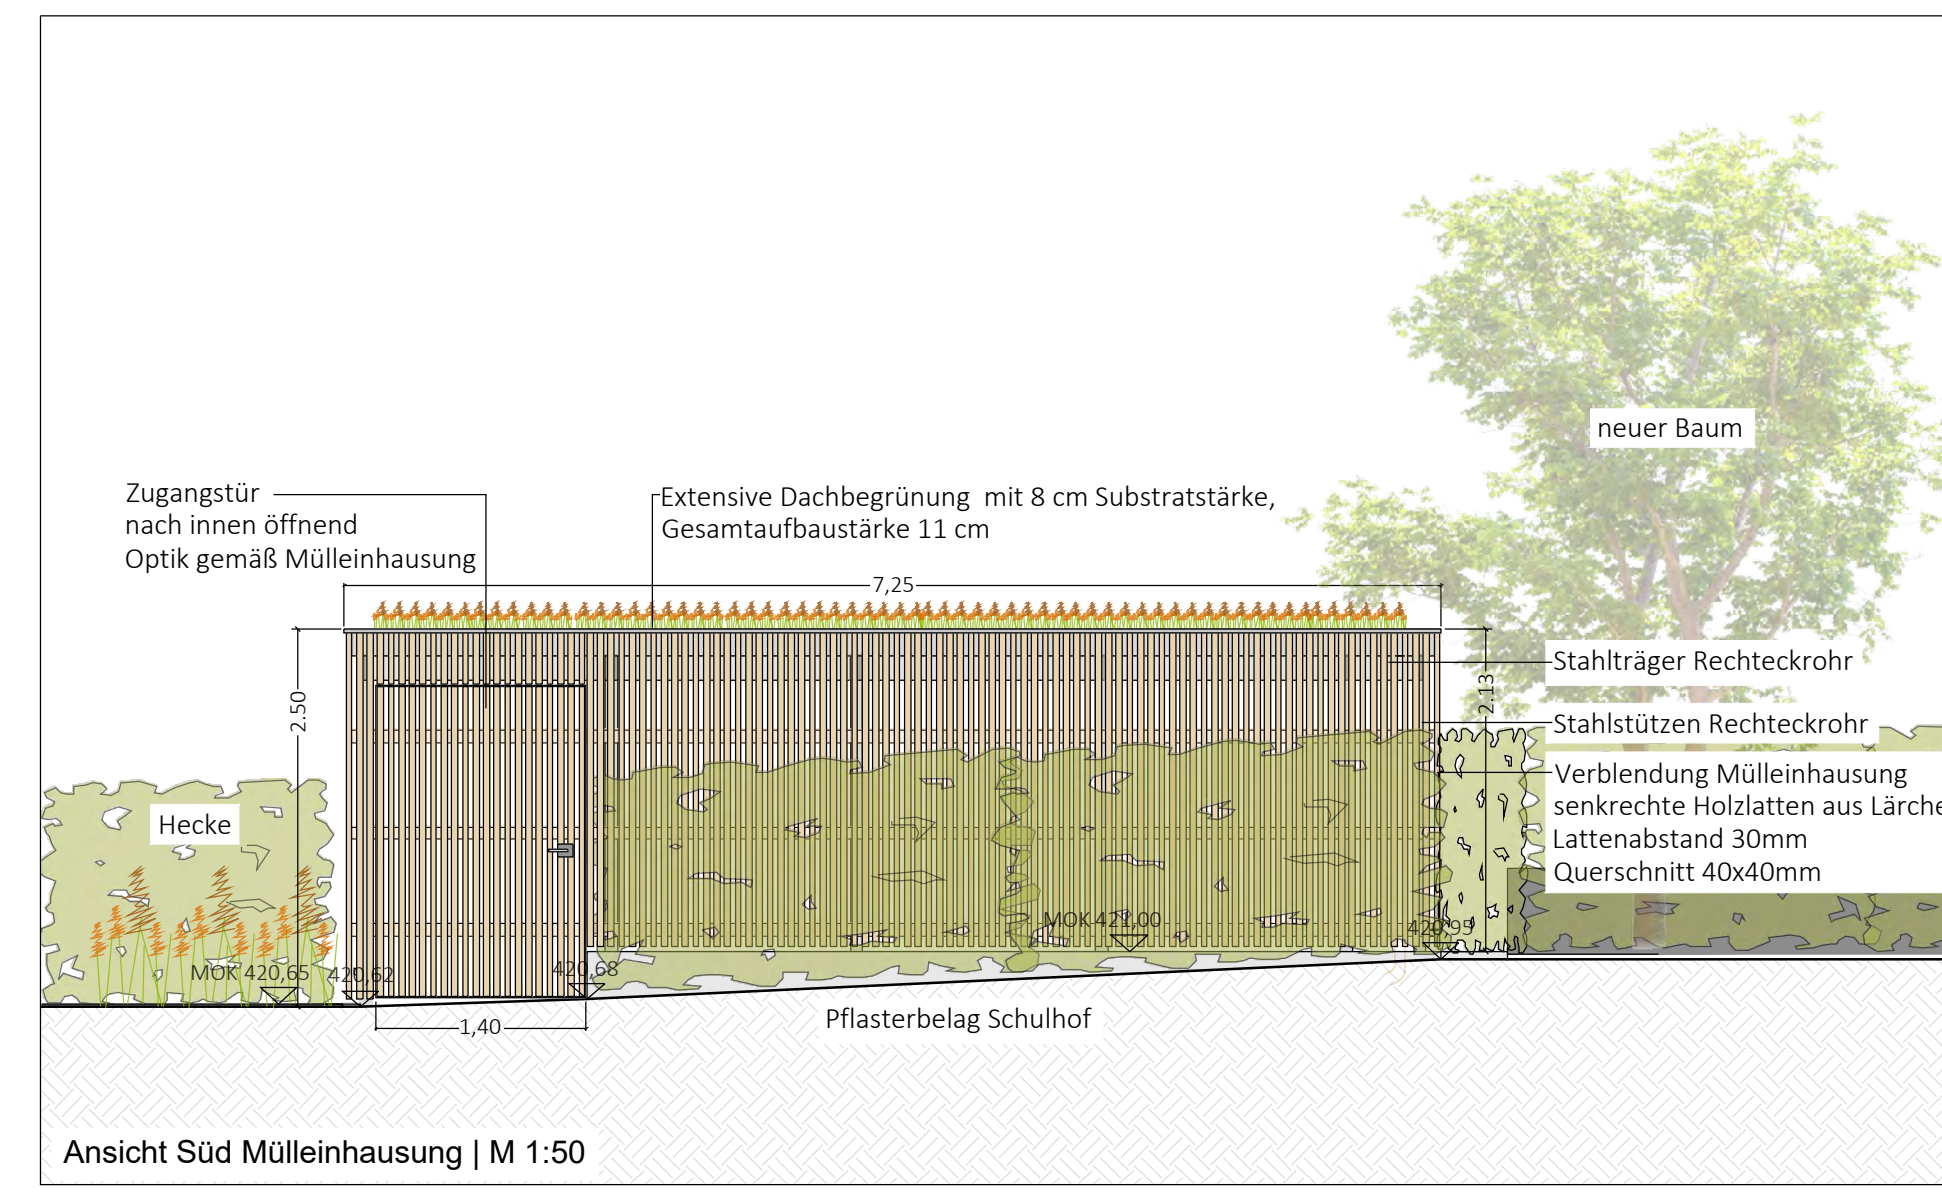 neuer Baum
Zugangstür
nach innen öffnend
Optik gemäß Mülleinhausung
Extensive Dachbegrünung mit 8 cm Substratstärke,
Gesamtaufbaustärke 11 cm
7,25
2.50
2.13
Stahlträger Rechteckrohr
Stahlstützen Rechteckrohr
Verblendung Mülleinhausung
senkrechte Holzlatten aus Lärche
Lattenabstand 30mm
Querschnitt 40x40mm
Hecke
MOK 421,00
420,95
MOK 420,65
420,62
420,68
1,40
Pflasterbelag Schulhof
Ansicht Süd Mülleinhausung | M 1:50